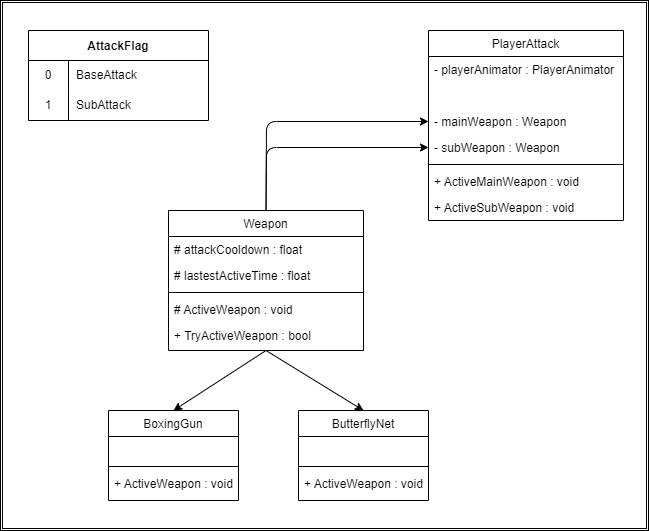 AttackFlag
0 BaseAttack
1 SubAttack
PlayerAttack
- playerAnimator : PlayerAnimator
- mainWeapon : Weapon
- subWeapon : Weapon
+ ActiveMainWeapon : void
+ ActiveSubWeapon : void
Weapon
# attackCooldown : float
# lastestActiveTime : float
# ActiveWeapon : void
+ TryActiveWeapon : bool
BoxingGun
+ ActiveWeapon : void
ButterflyNet
+ ActiveWeapon : void